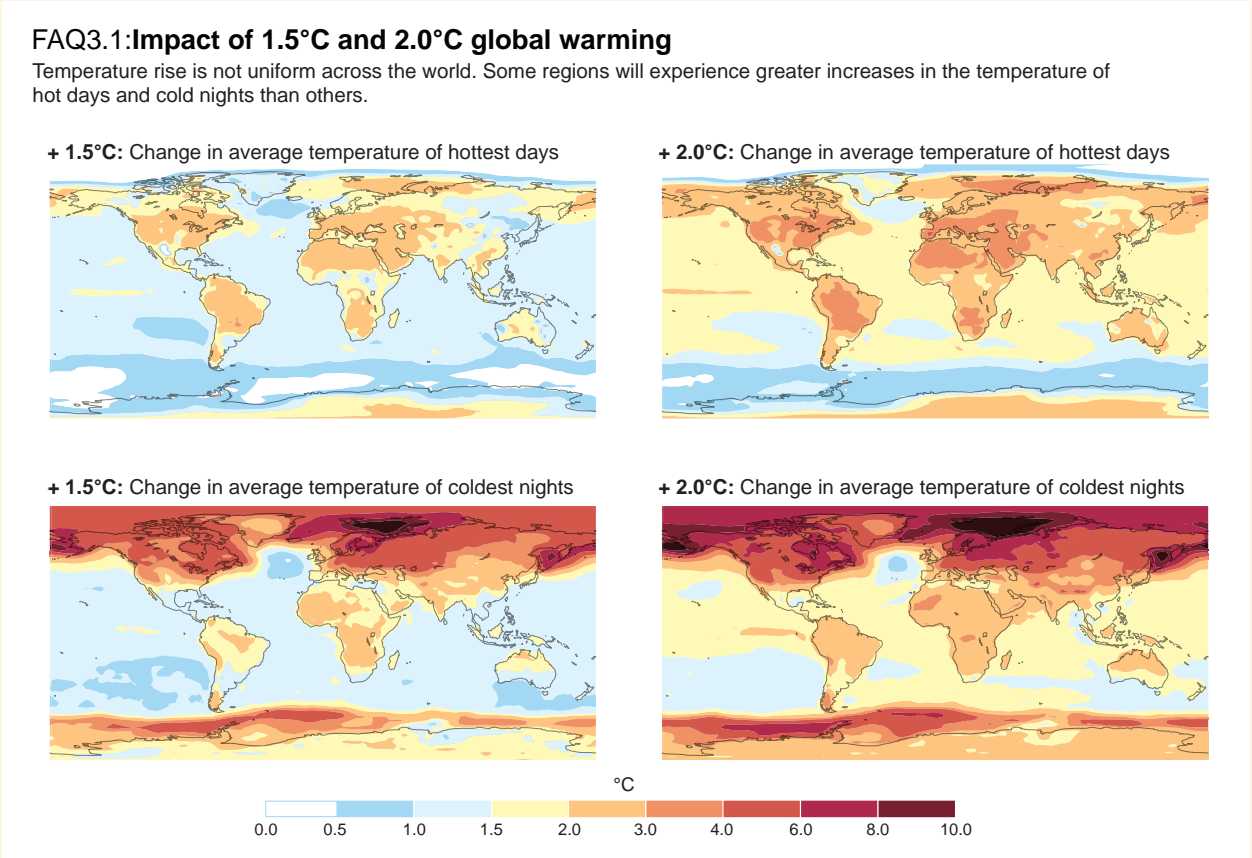 FAQ3.1:Impact of 1.5°C and 2.0°C global warming
Temperature rise is not uniform across the world. Some regions will experience greater increases in the temperature of
hot days and cold nights than others.
+ 1.5°C: Change in average temperature of hottest days
+ 2.0°C: Change in average temperature of hottest days
+ 1.5°C: Change in average temperature of coldest nights
+ 2.0°C: Change in average temperature of coldest nights
°C
0.0 0.5 1.0 1.5 2.0 3.0 4.0 6.0 8.0 10.0